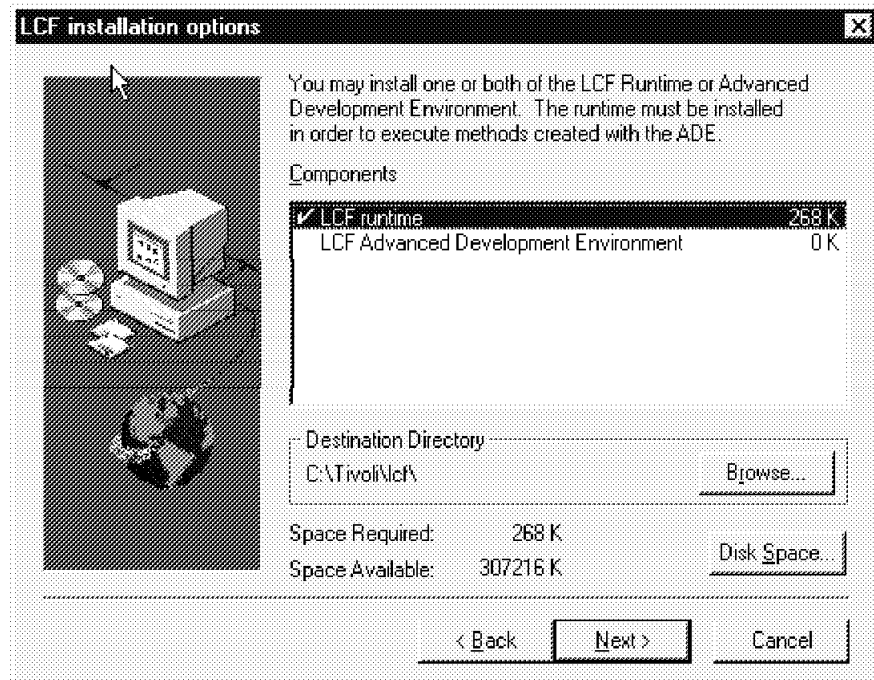 LCF installation options
You may install one or both of the LCF Runtime or Advanced
Development Environment. The runtime must be installed
in order to execute methods created with the ADE.
Components
✔ LCF runtime 268 K
LCF Advanced Development Environment 0 K
Destination Directory
C:\Tivoli\lcf\
Browse...
Space Required: 268 K
Space Available: 307216 K
Disk Space...
< Back
Next >
Cancel